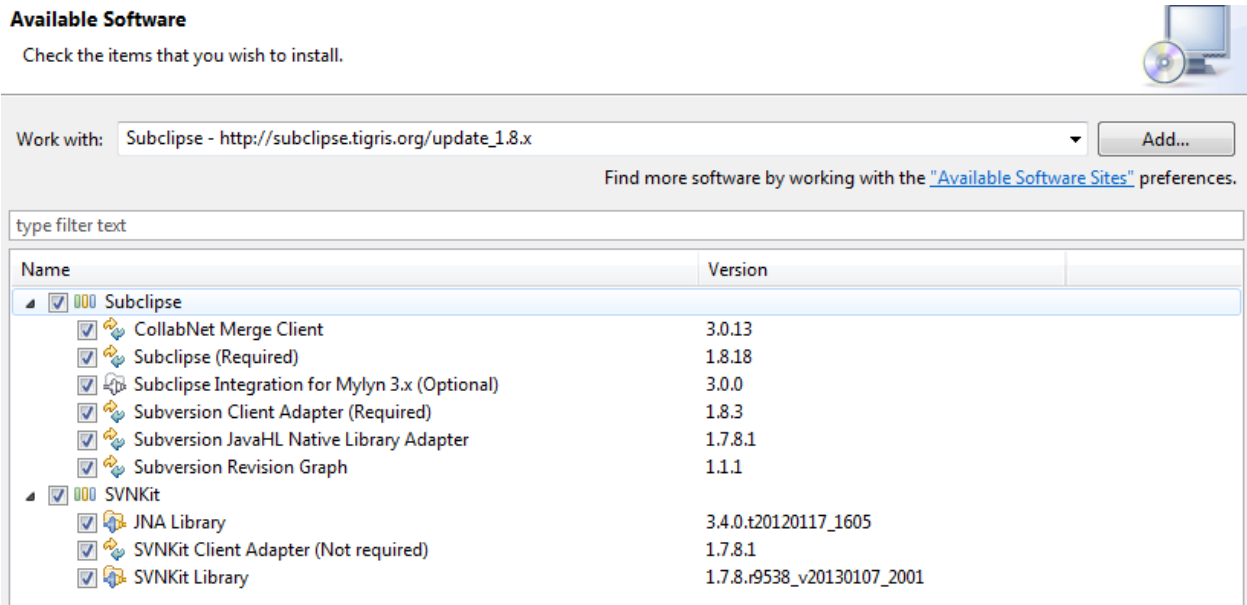 Available Software
Check the items that you wish to install.
Work with: Subclipse - http://subclipse.tigris.org/update_1.8.x Add...
Find more software by working with the "Available Software Sites" preferences.
type filter text
Name Version
Subclipse
CollabNet Merge Client 3.0.13
Subclipse (Required) 1.8.18
Subclipse Integration for Mylyn 3.x (Optional) 3.0.0
Subversion Client Adapter (Required) 1.8.3
Subversion JavaHL Native Library Adapter 1.7.8.1
Subversion Revision Graph 1.1.1
SVNKit
JNA Library 3.4.0.t20120117_1605
SVNKit Client Adapter (Not required) 1.7.8.1
SVNKit Library 1.7.8.r9538_v20130107_2001